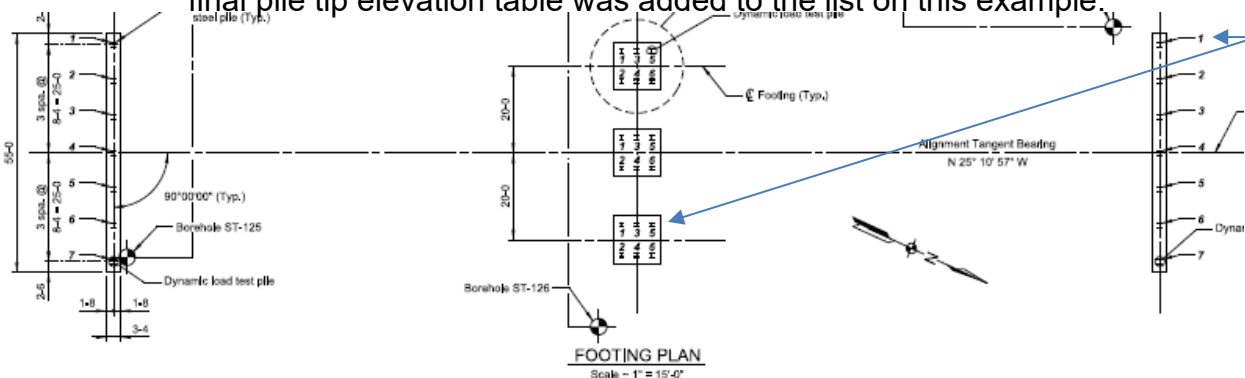 final pile tip elevation table was added to the list on this example.
steel pile (Typ.)
Dynamic load test pile
2-
1
2
3
4
5
6
7
3 spa. @
8-4 = 25-0
3 spa. @
8-4 = 25-0
55-0
2-6
1-8
1-8
3-4
90°00'00" (Typ.)
Borehole ST-125
Dynamic load test pile
20-0
20-0
1 3 5
2 4 6
1 3 5
2 4 6
1 3 5
2 4 6
℄ Footing (Typ.)
Alignment Tangent Bearing
N 25° 10' 57" W
N
Borehole ST-126
1
2
3
4
5
6
7
Dynam
FOOTING PLAN
Scale ~ 1" = 15'-0"